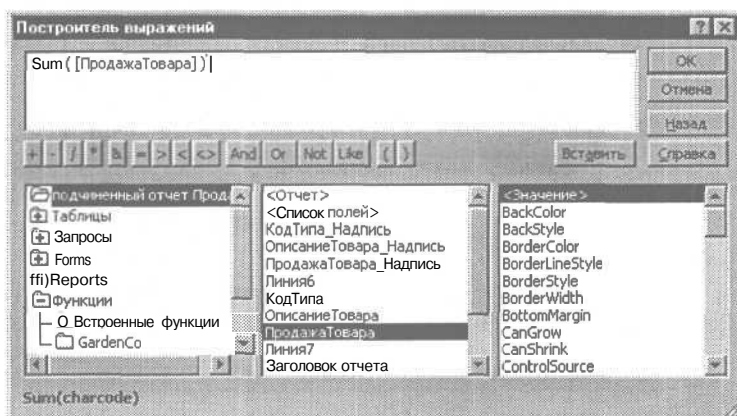 Построитель выражений
Sum ( [ПродажаТовара] )
OK
Отмена
Назад
+ - / * & = > < <> And Or Not Like ( )
Вставить
Справка
подчиненный отчет Прод
Таблицы
Запросы
Forms
ffi)Reports
Функции
О Встроенные функции
GardenCo
<Отчет>
<Список полей>
КодТипа_Надпись
ОписаниеТовара_Надпись
ПродажаТовара_Надпись
Линия6
КодТипа
ОписаниеТовара
ПродажаТовара
Линия7
Заголовок отчета
<Значение>
BackColor
BackStyle
BorderColor
BorderLineStyle
BorderStyle
BorderWidth
BottomMargin
CanGrow
CanShrink
ControlSource
Sum(charcode)